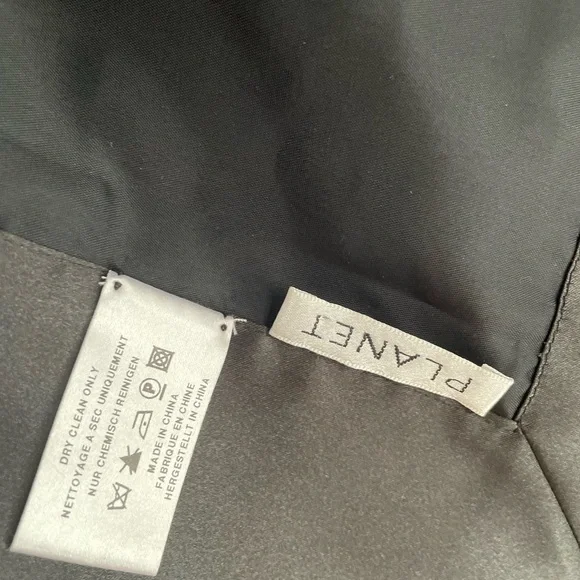 PLANET
DRY CLEAN ONLY
NETTOYAGE A SEC UNIQUEMENT
NUR CHEMISCH REINIGEN
P
MADE IN CHINA
FABRIQUE EN CHINE
HERGESTELLT IN CHINA